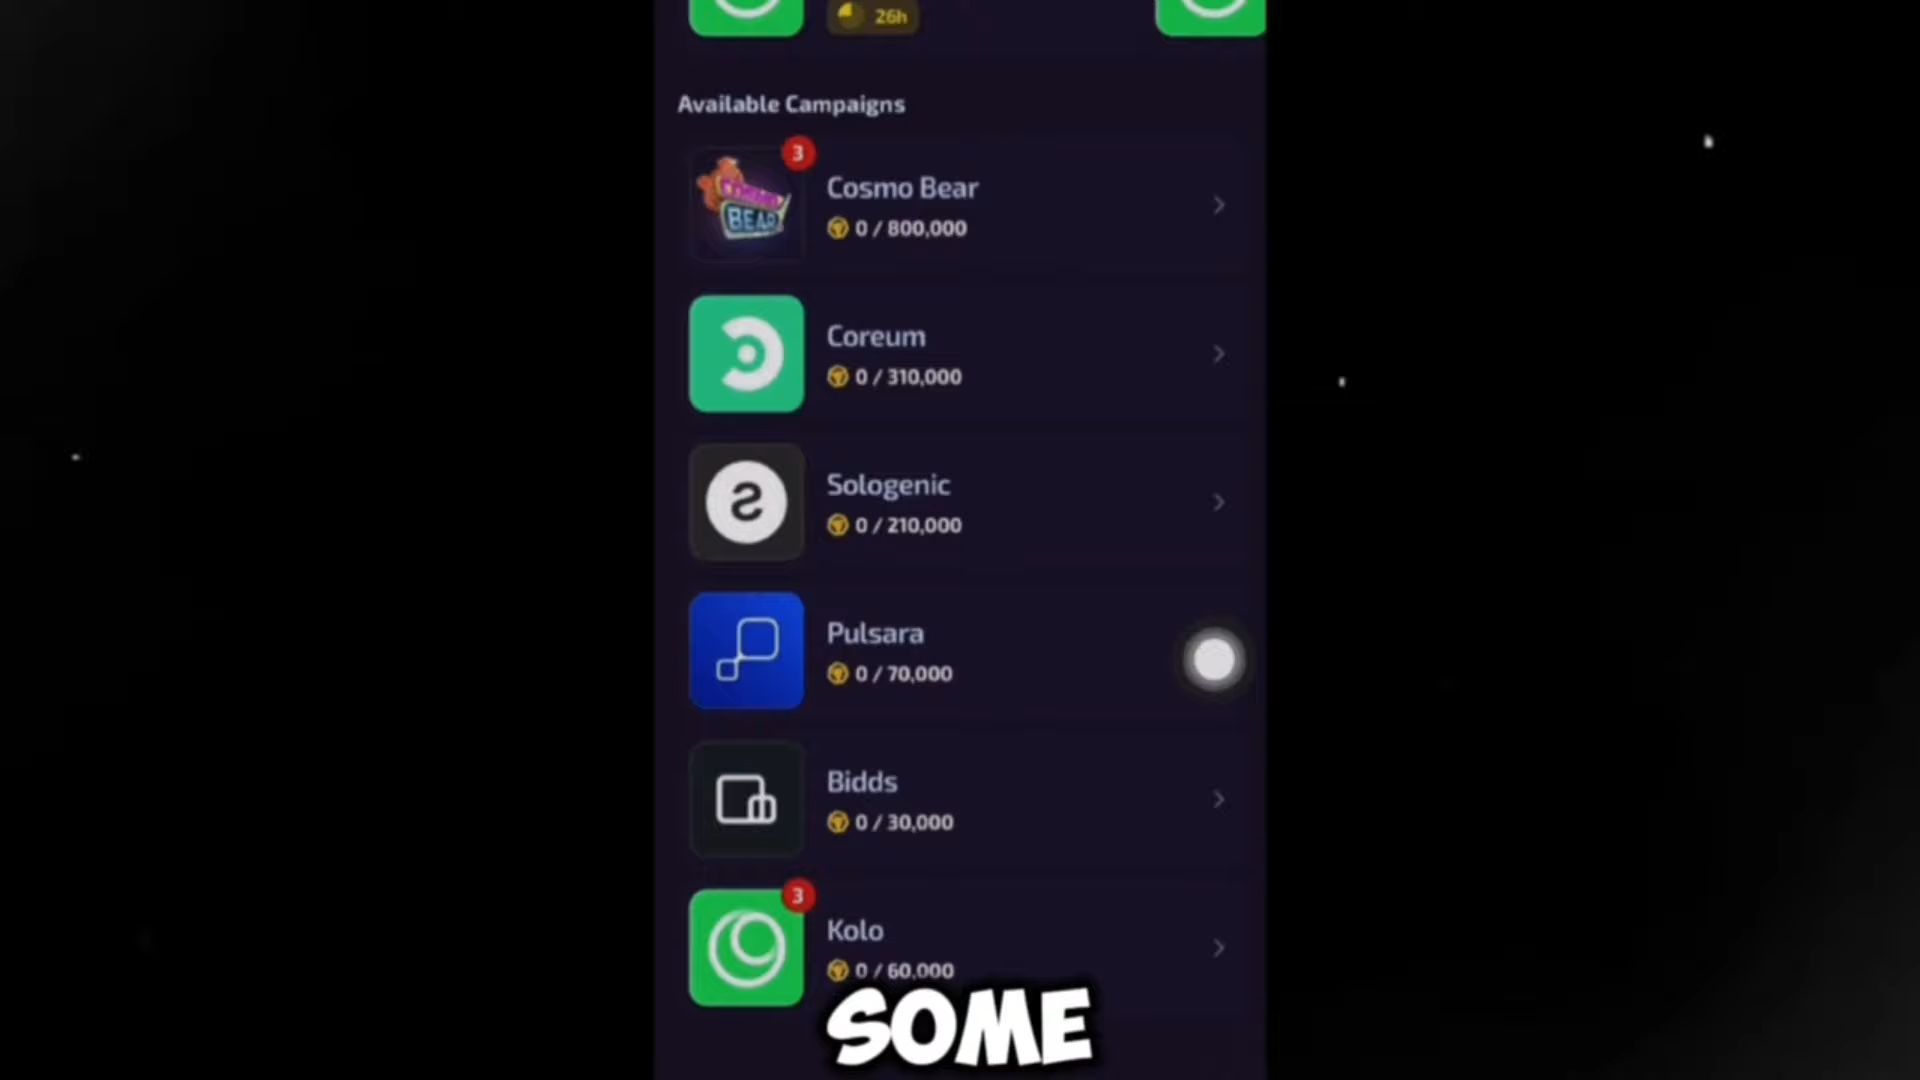 26h
Available Campaigns
3
Cosmo Bear
0 / 800,000
BEAR
Coreum
0 / 310,000
Sologenic
0 / 210,000
Pulsara
0 / 70,000
Bidds
0 / 30,000
3
Kolo
0 / 60,000
SOME